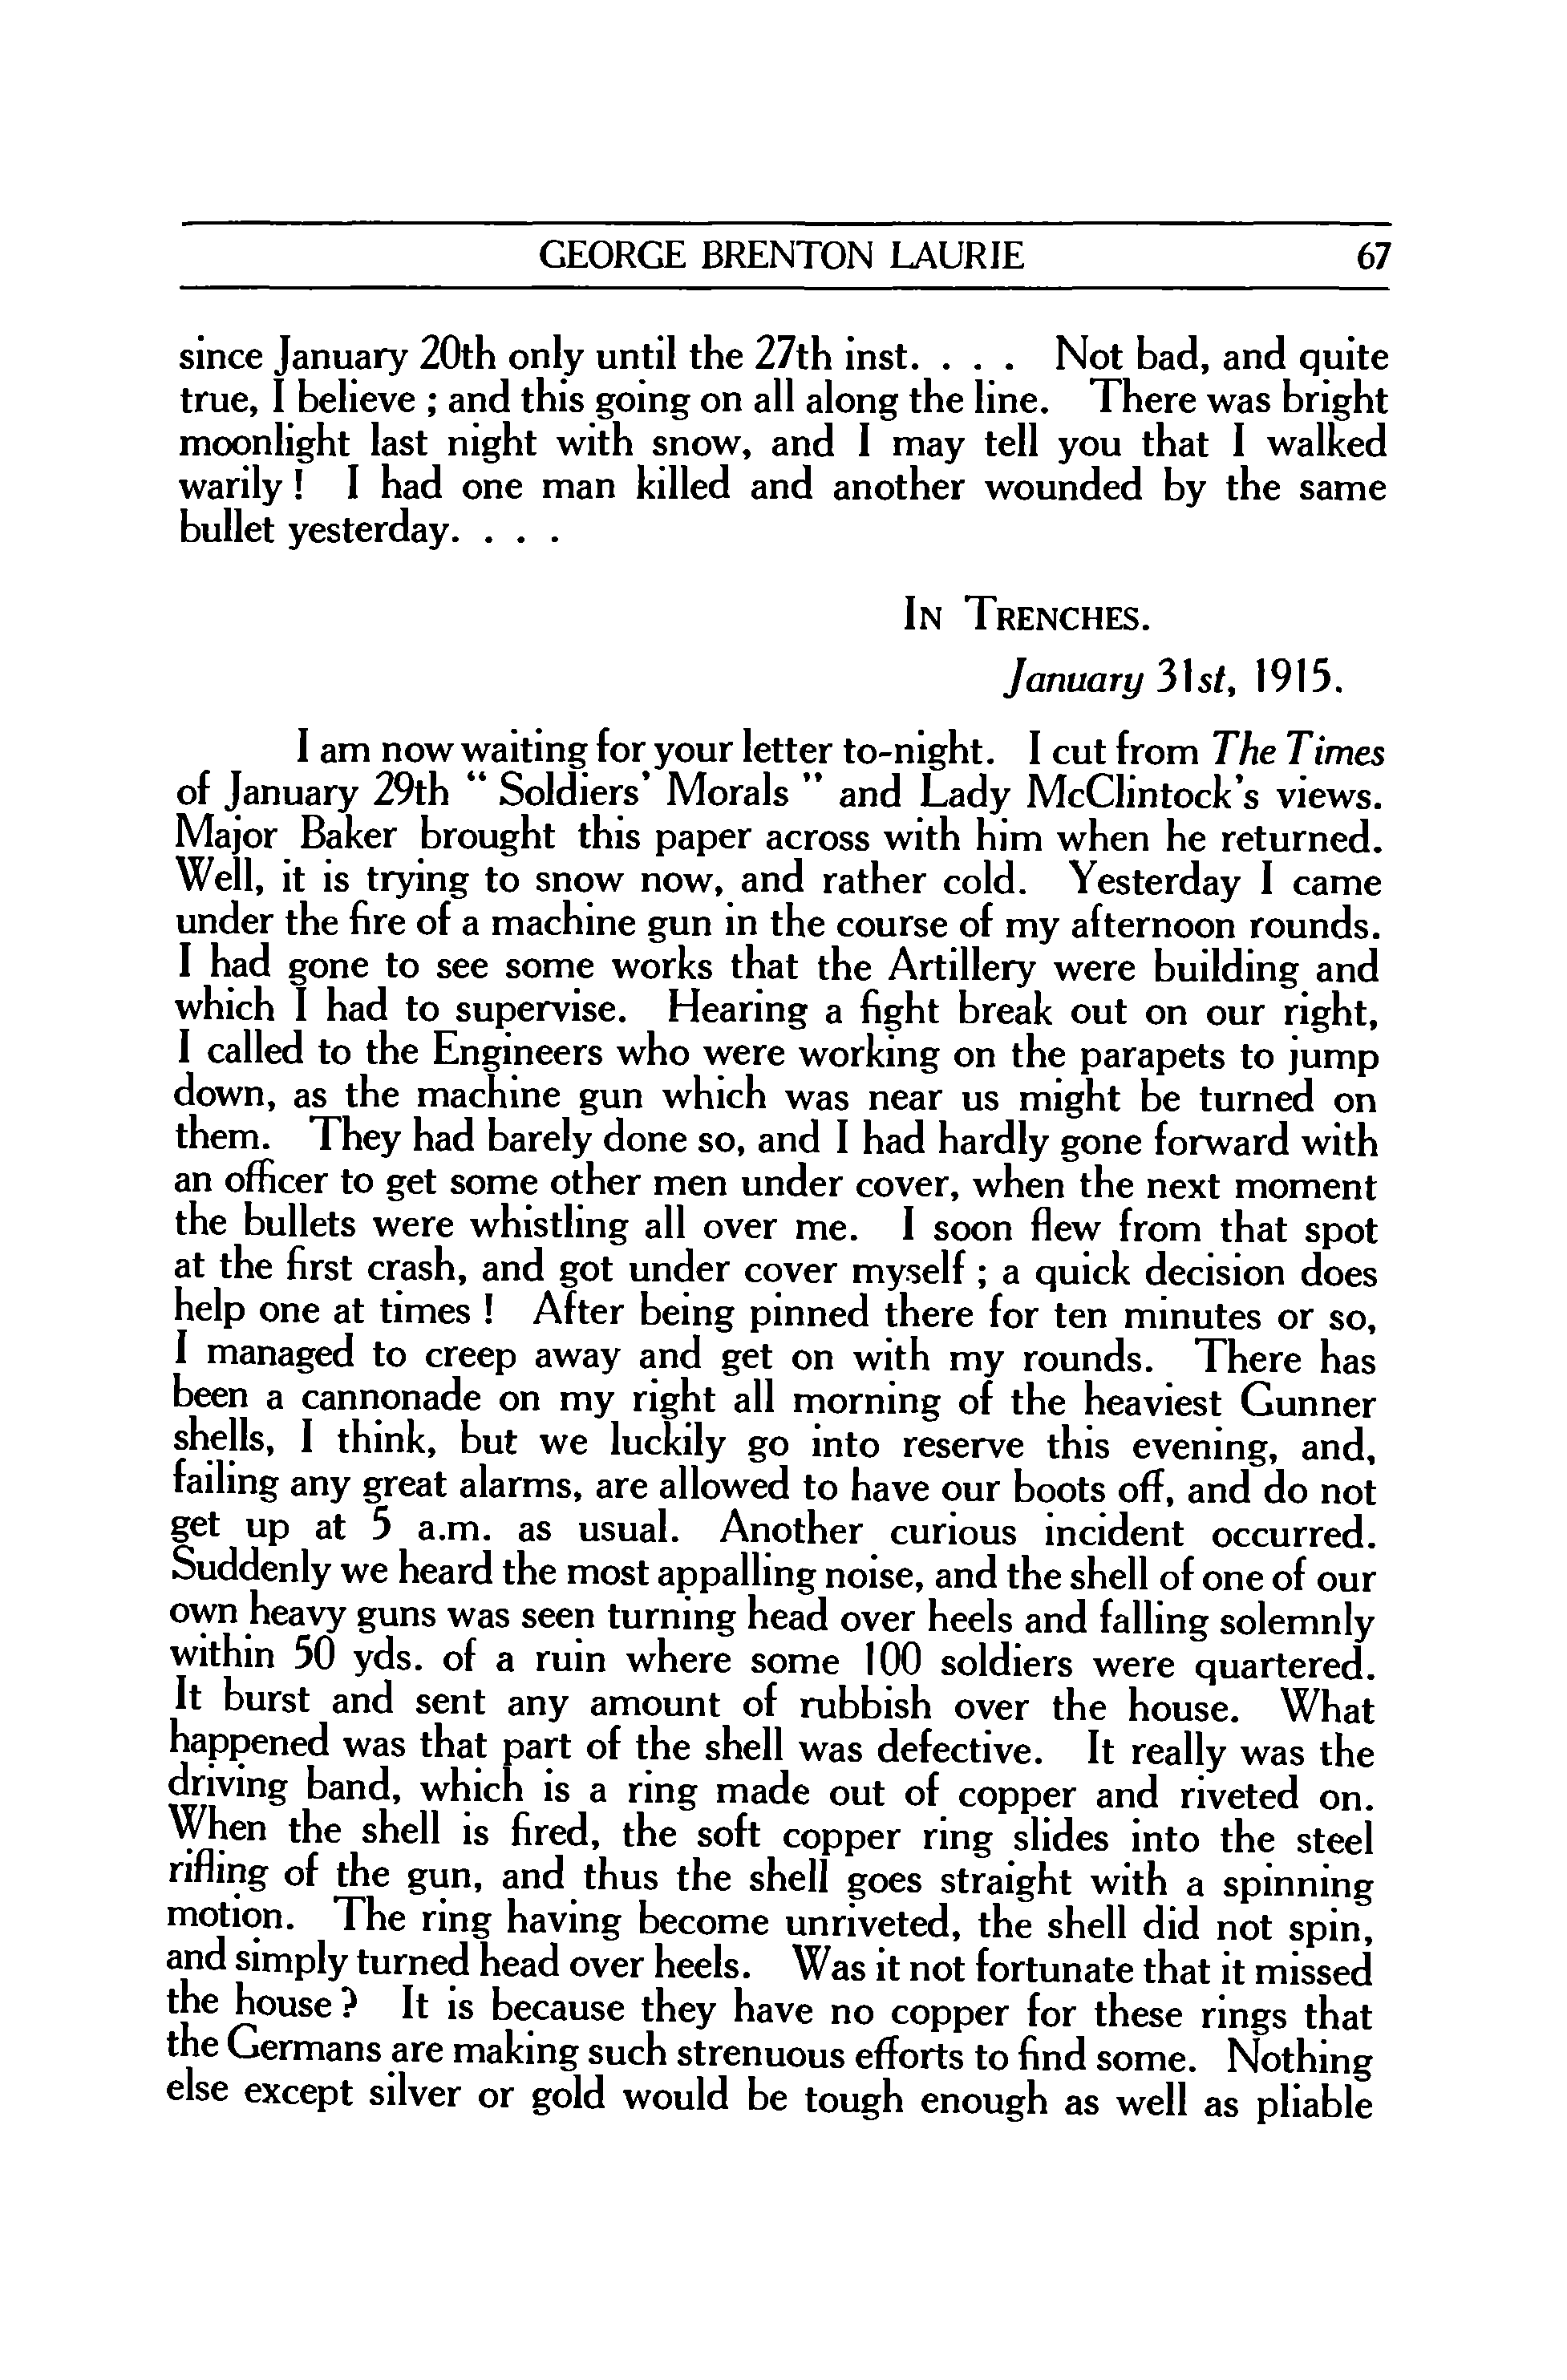 GEORGE BRENTON LAURIE 67
since January 20th only until the 27th inst. . . . Not bad, and quite
true, I believe ; and this going on all along the line. There was bright
moonlight last night with snow, and I may tell you that I walked
warily ! I had one man killed and another wounded by the same
bullet yesterday. . . .
In Trenches.
January 31st, 1915.
I am now waiting for your letter to-night. I cut from The Times
of January 29th “ Soldiers’ Morals ” and Lady McClintock’s views.
Major Baker brought this paper across with him when he returned.
Well, it is trying to snow now, and rather cold. Yesterday I came
under the fire of a machine gun in the course of my afternoon rounds.
I had gone to see some works that the Artillery were building and
which I had to supervise. Hearing a fight break out on our right,
I called to the Engineers who were working on the parapets to jump
down, as the machine gun which was near us might be turned on
them. They had barely done so, and I had hardly gone forward with
an officer to get some other men under cover, when the next moment
the bullets were whistling all over me. I soon flew from that spot
at the first crash, and got under cover myself ; a quick decision does
help one at times ! After being pinned there for ten minutes or so,
I managed to creep away and get on with my rounds. There has
been a cannonade on my right all morning of the heaviest Gunner
shells, I think, but we luckily go into reserve this evening, and,
failing any great alarms, are allowed to have our boots off, and do not
get up at 5 a.m. as usual. Another curious incident occurred.
Suddenly we heard the most appalling noise, and the shell of one of our
own heavy guns was seen turning head over heels and falling solemnly
within 50 yds. of a ruin where some 100 soldiers were quartered.
It burst and sent any amount of rubbish over the house. What
happened was that part of the shell was defective. It really was the
driving band, which is a ring made out of copper and riveted on.
When the shell is fired, the soft copper ring slides into the steel
rifling of the gun, and thus the shell goes straight with a spinning
motion. The ring having become unriveted, the shell did not spin,
and simply turned head over heels. Was it not fortunate that it missed
the house ? It is because they have no copper for these rings that
the Germans are making such strenuous efforts to find some. Nothing
else except silver or gold would be tough enough as well as pliable